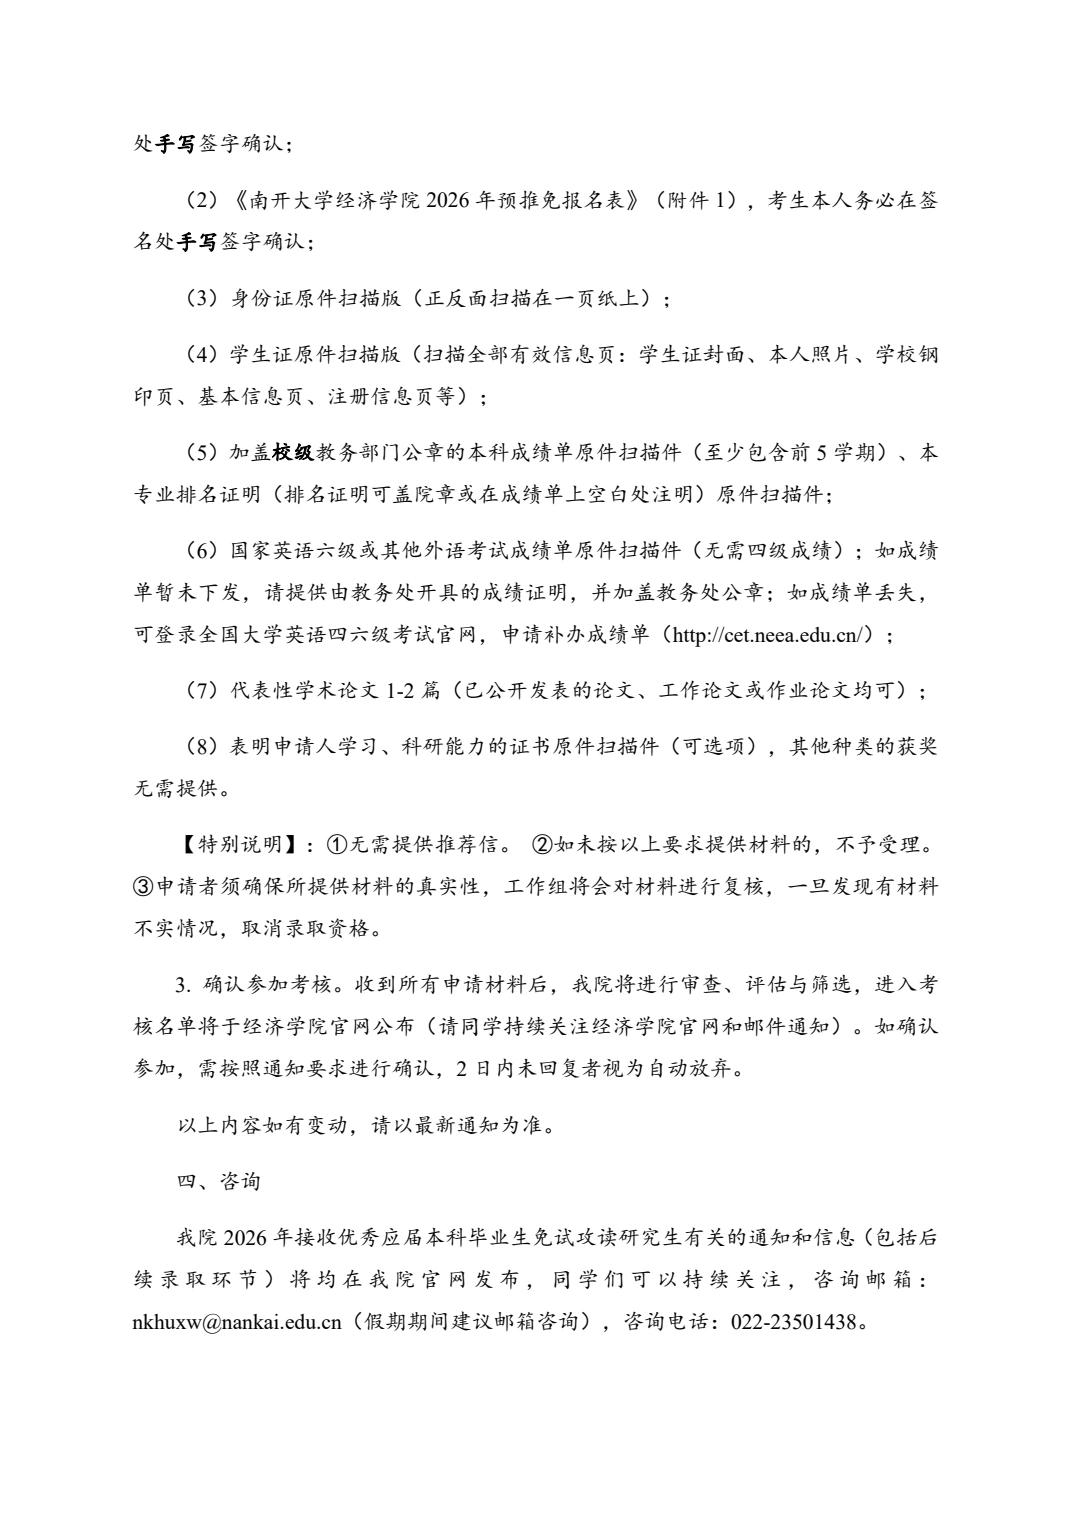 处手写签字确认；
（2）《南开大学经济学院 2026 年预推免报名表》（附件 1），考生本人务必在签
名处手写签字确认；
（3）身份证原件扫描版（正反面扫描在一页纸上）；
（4）学生证原件扫描版（扫描全部有效信息页：学生证封面、本人照片、学校钢
印页、基本信息页、注册信息页等）；
（5）加盖校级教务部门公章的本科成绩单原件扫描件（至少包含前 5 学期）、本
专业排名证明（排名证明可盖院章或在成绩单上空白处注明）原件扫描件；
（6）国家英语六级或其他外语考试成绩单原件扫描件（无需四级成绩）；如成绩
单暂未下发，请提供由教务处开具的成绩证明，并加盖教务处公章；如成绩单丢失，
可登录全国大学英语四六级考试官网，申请补办成绩单（http://cet.neea.edu.cn/）；
（7）代表性学术论文 1-2 篇（已公开发表的论文、工作论文或作业论文均可）；
（8）表明申请人学习、科研能力的证书原件扫描件（可选项），其他种类的获奖
无需提供。
【特别说明】：①无需提供推荐信。 ②如未按以上要求提供材料的，不予受理。
③申请者须确保所提供材料的真实性，工作组将会对材料进行复核，一旦发现有材料
不实情况，取消录取资格。
3. 确认参加考核。收到所有申请材料后，我院将进行审查、评估与筛选，进入考
核名单将于经济学院官网公布（请同学持续关注经济学院官网和邮件通知）。如确认
参加，需按照通知要求进行确认，2 日内未回复者视为自动放弃。
以上内容如有变动，请以最新通知为准。
四、咨询
我院 2026 年接收优秀应届本科毕业生免试攻读研究生有关的通知和信息（包括后
续录取环节）将均在我院官网发布，同学们可以持续关注，咨询邮箱：
nkhuxw@nankai.edu.cn（假期期间建议邮箱咨询），咨询电话：022-23501438。